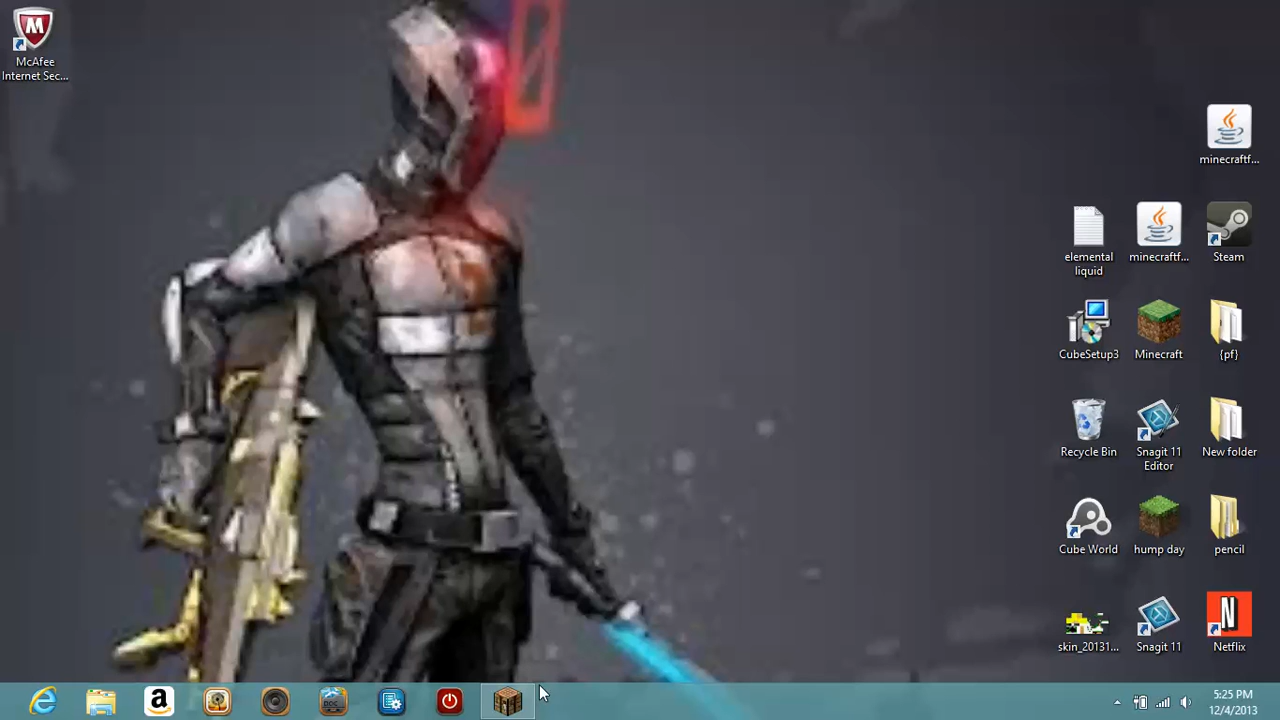 McAfee
Internet Sec...
minecraftf...
elemental
liquid
minecraftf...
Steam
CubeSetup3
Minecraft
{pf}
Recycle Bin
Snagit 11
Editor
New folder
Cube World
hump day
pencil
skin_20131...
Snagit 11
Netflix
5:25 PM
12/4/2013